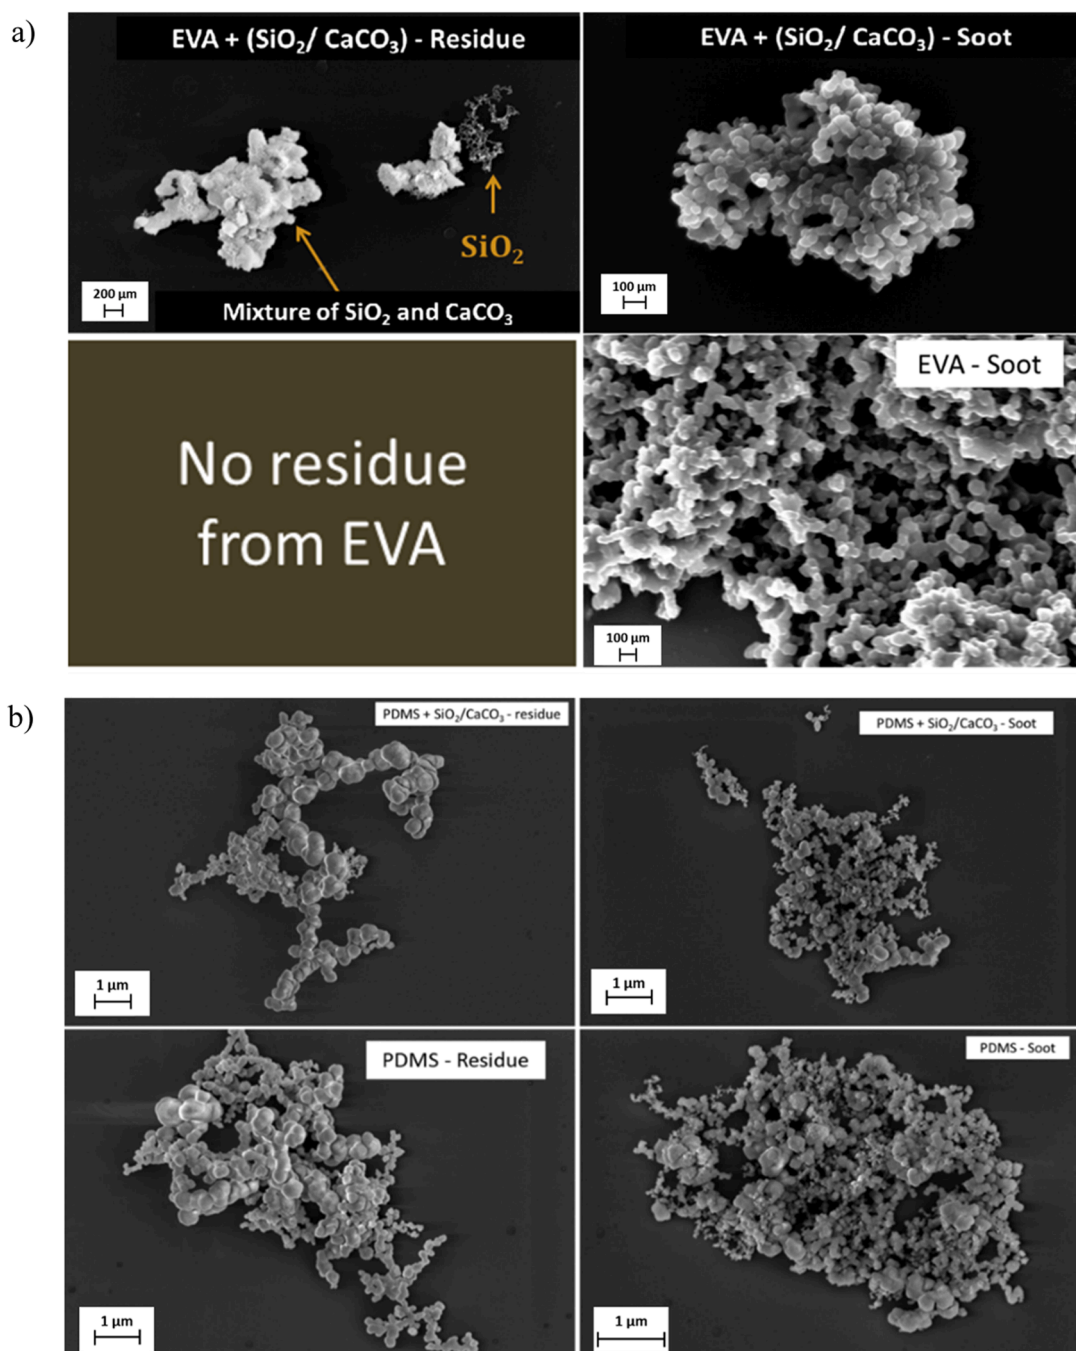 a)
EVA + (SiO₂/ CaCO₃) - Residue
SiO₂
200 µm
Mixture of SiO₂ and CaCO₃
EVA + (SiO₂/ CaCO₃) - Soot
100 µm
No residue
from EVA
EVA - Soot
100 µm
b)
PDMS + SiO₂/CaCO₃ - residue
1 µm
PDMS + SiO₂/CaCO₃ - Soot
1 µm
PDMS - Residue
1 µm
PDMS - Soot
1 µm